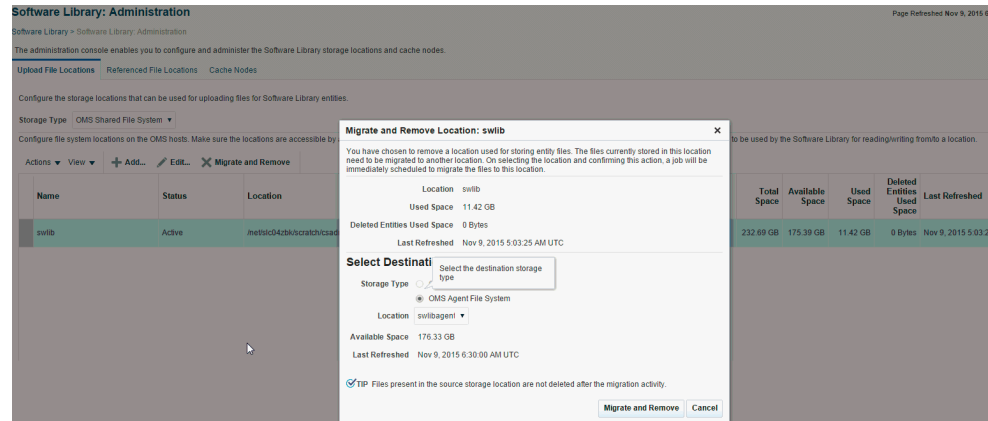 Software Library: Administration
Page Refreshed Nov 9, 2015 6
Software Library > Software Library: Administration
The administration console enables you to configure and administer the Software Library storage locations and cache nodes.
Upload File Locations Referenced File Locations Cache Nodes
Configure the storage locations that can be used for uploading files for Software Library entities.
Storage Type OMS Shared File System
Configure file system locations on the OMS hosts. Make sure the locations are accessible by
to be used by the Software Library for reading/writing from/to a location.
Actions View Add... Edit... Migrate and Remove
Name Status Location Total Space Available Space Used Space Deleted Entities Used Space Last Refreshed
swlib Active /net/slc04zbk/scratch/csad 232.69 GB 175.39 GB 11.42 GB 0 Bytes Nov 9, 2015 5:03:2
Migrate and Remove Location: swlib
You have chosen to remove a location used for storing entity files. The files currently stored in this location
need to be migrated to another location. On selecting the location and confirming this action, a job will be
immediately scheduled to migrate the files to this location.
Location swlib
Used Space 11.42 GB
Deleted Entities Used Space 0 Bytes
Last Refreshed Nov 9, 2015 5:03:25 AM UTC
Select Destinati
Select the destination storage
type
Storage Type
OMS Agent File System
Location swlibagent
Available Space 176.33 GB
Last Refreshed Nov 9, 2015 6:30:00 AM UTC
TIP Files present in the source storage location are not deleted after the migration activity.
Migrate and Remove Cancel